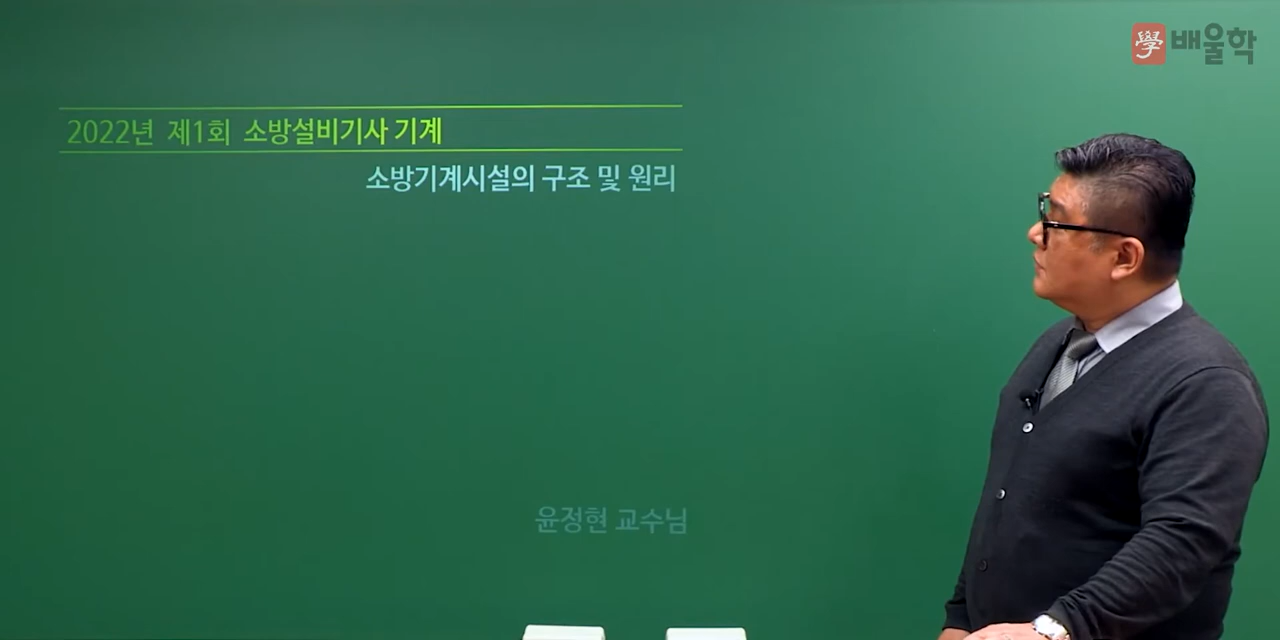 學 배울학
2022년 제1회 소방설비기사 기계
소방기계시설의 구조 및 원리
윤정현 교수님